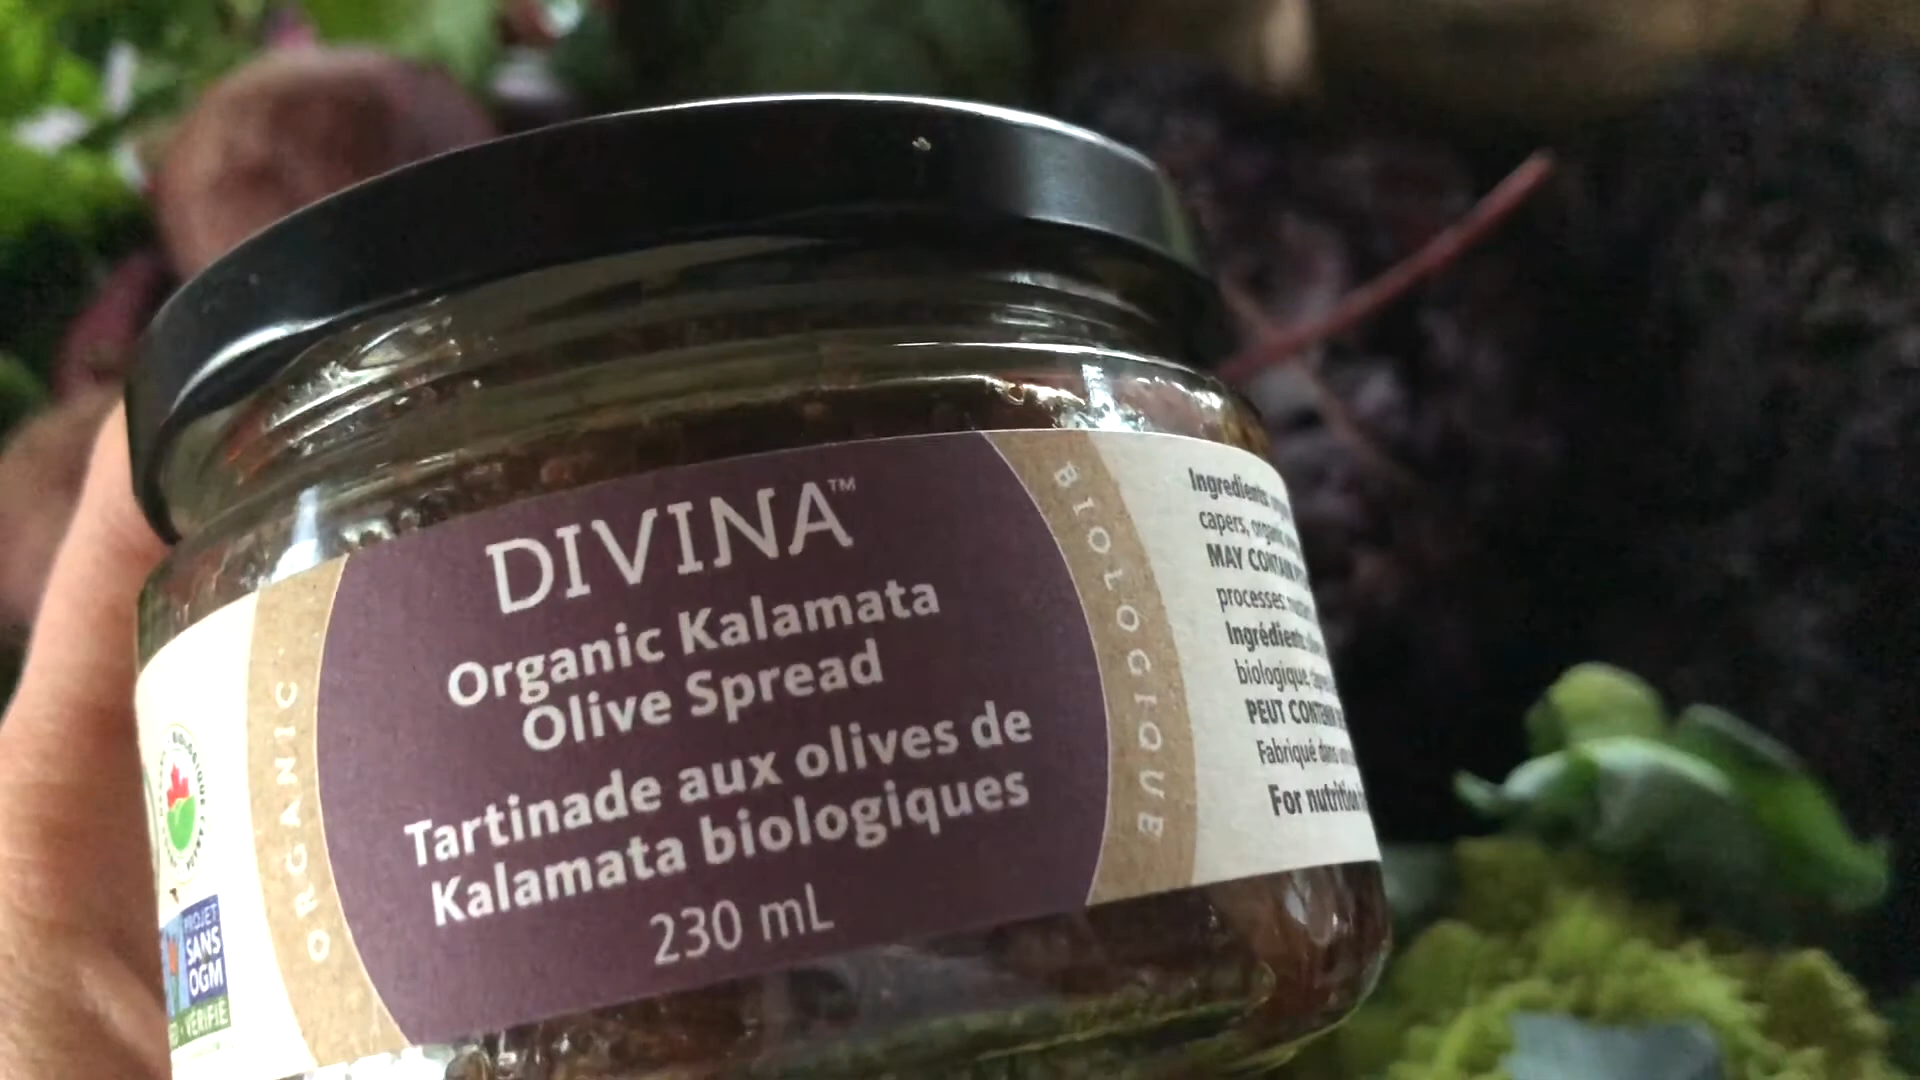 DIVINA™
Organic Kalamata
Olive Spread
Tartinade aux olives de
Kalamata biologiques
230 mL
ORGANIC
BIOLOGIQUE
PROJET
SANS
OGM
VÉRIFIÉ
Ingredients
capers,
MAY CONTAIN
processes
Ingrédients
biologique,
PEUT CONTENIR
Fabriqué dans
For nutrition